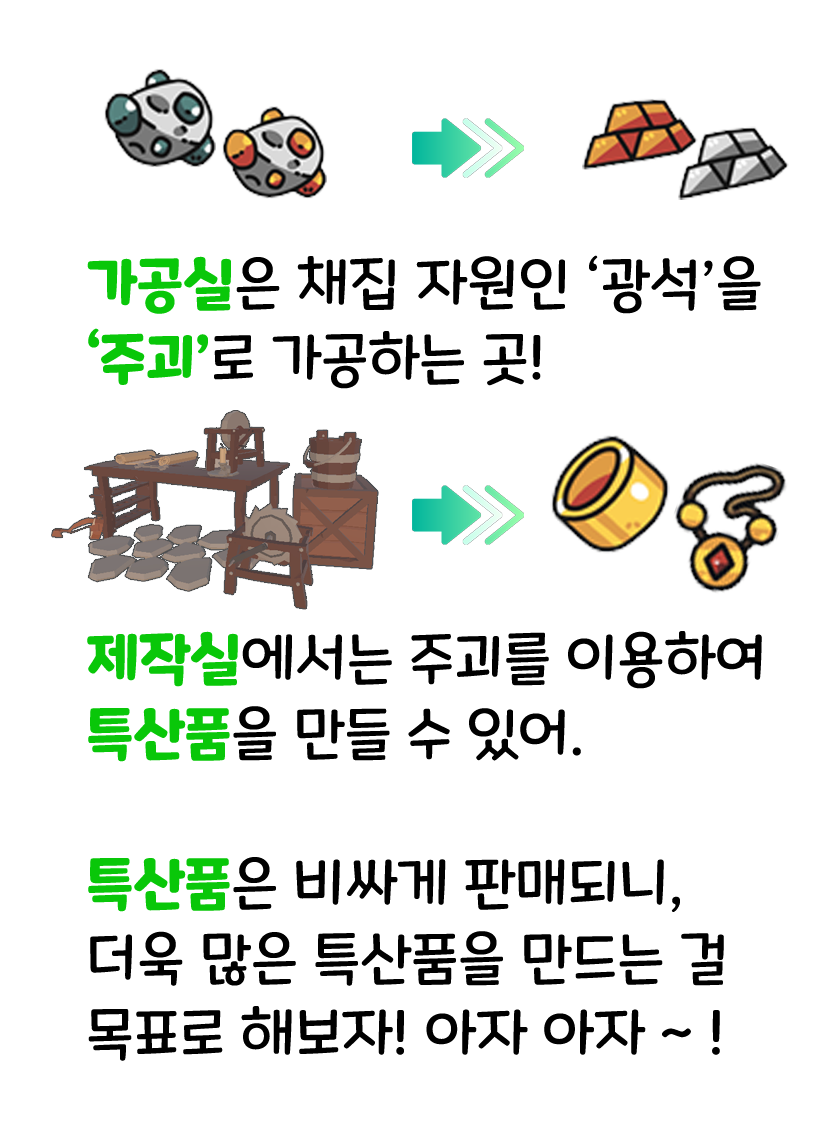 가공실은 채집 자원인 ‘광석’을
‘주괴’로 가공하는 곳!
제작실에서는 주괴를 이용하여
특산품을 만들 수 있어.
특산품은 비싸게 판매되니,
더욱 많은 특산품을 만드는 걸
목표로 해보자! 아자 아자 ~ !